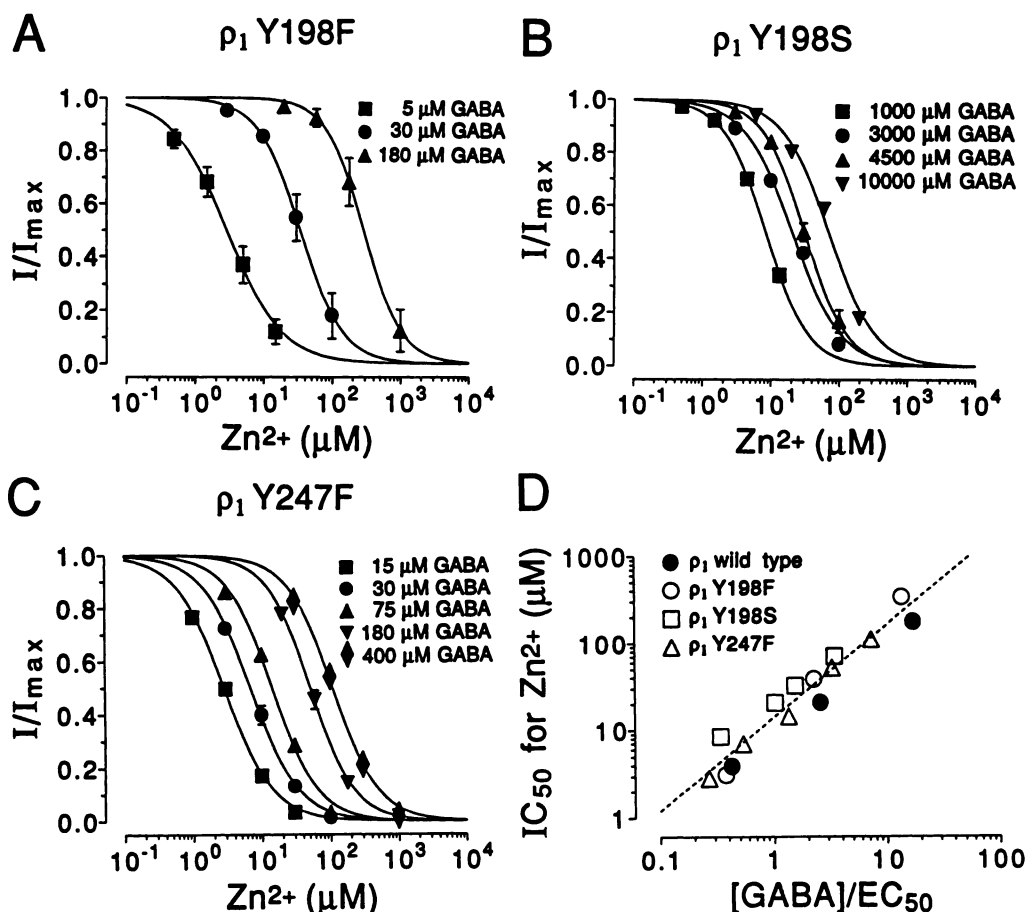 A
ρ₁ Y198F
I/Imax
1.0
0.8
0.6
0.4
0.2
0.0
5 μM GABA
30 μM GABA
180 μM GABA
10⁻¹ 10⁰ 10¹ 10² 10³ 10⁴
Zn²⁺ (μM)
B
ρ₁ Y198S
I/Imax
1.0
0.8
0.6
0.4
0.2
0.0
1000 μM GABA
3000 μM GABA
4500 μM GABA
10000 μM GABA
10⁻¹ 10⁰ 10¹ 10² 10³ 10⁴
Zn²⁺ (μM)
C
ρ₁ Y247F
I/Imax
1.0
0.8
0.6
0.4
0.2
0.0
15 μM GABA
30 μM GABA
75 μM GABA
180 μM GABA
400 μM GABA
10⁻¹ 10⁰ 10¹ 10² 10³ 10⁴
Zn²⁺ (μM)
D
IC₅₀ for Zn²⁺ (μM)
1000
100
10
1
ρ₁ wild type
ρ₁ Y198F
ρ₁ Y198S
ρ₁ Y247F
0.1 1 10 100
[GABA]/EC₅₀